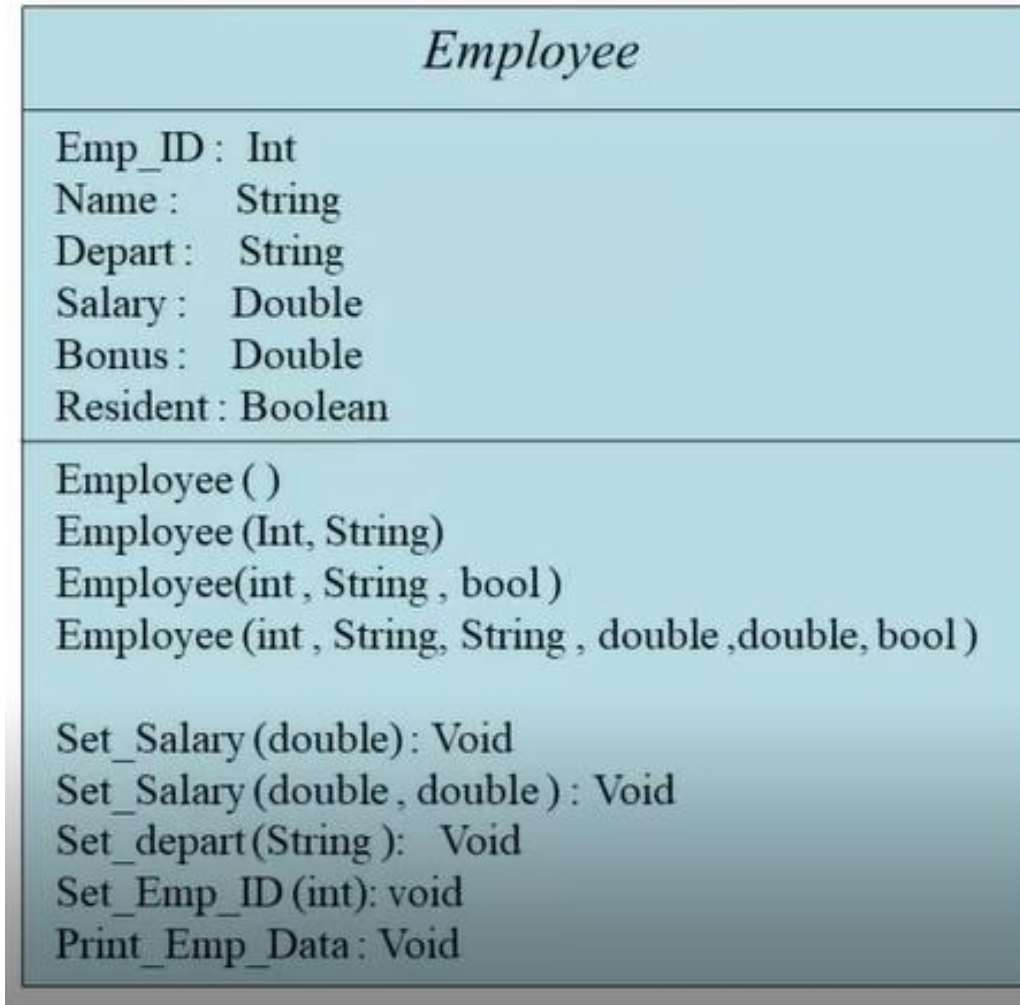 Employee
Emp_ID : Int
Name : String
Depart : String
Salary : Double
Bonus : Double
Resident : Boolean
Employee ( )
Employee (Int, String)
Employee(int , String , bool )
Employee (int , String, String , double ,double, bool )
Set_Salary (double) : Void
Set_Salary (double , double ) : Void
Set_depart (String ): Void
Set_Emp_ID (int): void
Print_Emp_Data : Void